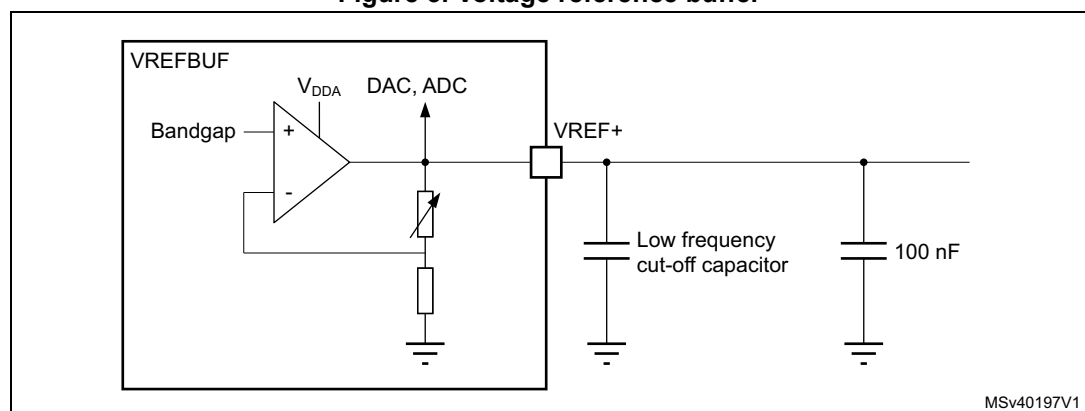 Figure 3. Voltage reference buffer
VREFBUF
VDDA
DAC, ADC
Bandgap
+
-
VREF+
Low frequency
cut-off capacitor
100 nF
MSv40197V1